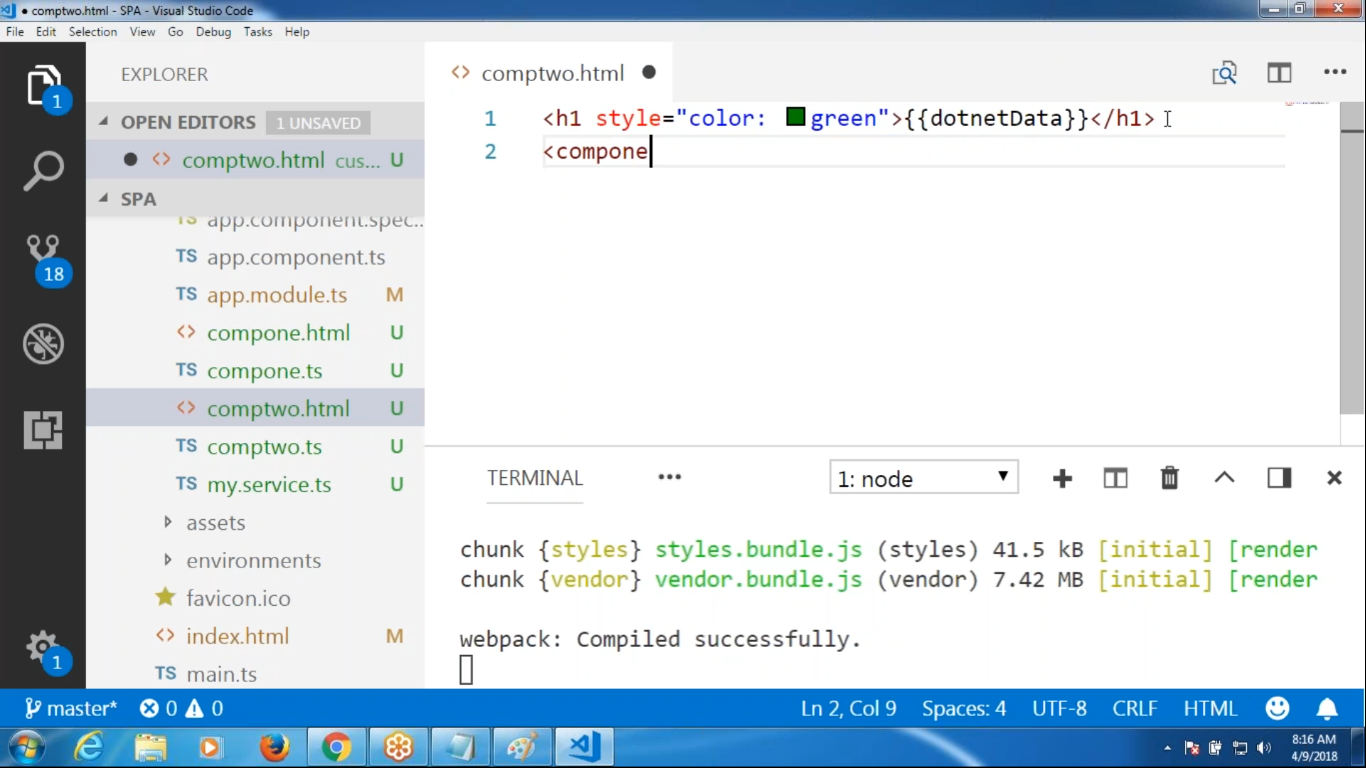 ● comptwo.html - SPA - Visual Studio Code
File Edit Selection View Go Debug Tasks Help
EXPLORER
OPEN EDITORS 1 UNSAVED
● comptwo.html cus... U
SPA
app.component.spec...
TS app.component.ts
TS app.module.ts M
compone.html U
TS compone.ts U
comptwo.html U
TS comptwo.ts U
TS my.service.ts U
assets
environments
favicon.ico
index.html M
TS main.ts
1
18
1
comptwo.html ●
1 <h1 style="color: green">{{dotnetData}}</h1>
2 <compone
TERMINAL
1: node
chunk {styles} styles.bundle.js (styles) 41.5 kB [initial] [render
chunk {vendor} vendor.bundle.js (vendor) 7.42 MB [initial] [render
webpack: Compiled successfully.
master* 0 0
Ln 2, Col 9 Spaces: 4 UTF-8 CRLF HTML
8:16 AM
4/9/2018